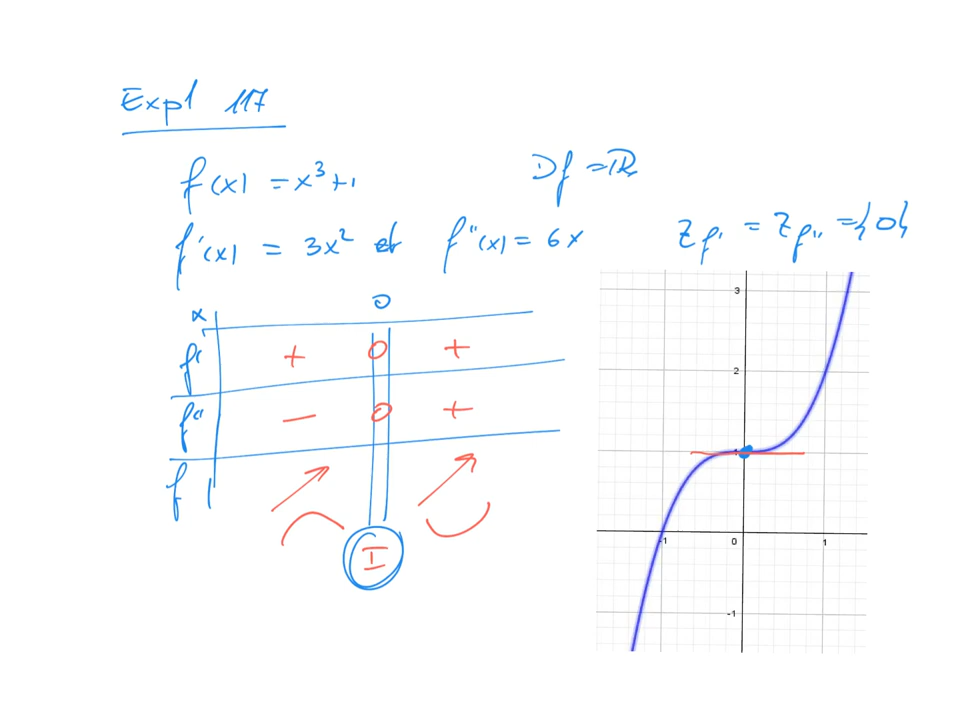 Expl 117
f(x) = x³+1 Df = ℝ
f'(x) = 3x² et f''(x) = 6x Zf' = Zf'' = {0}
x 0
f' + 0 +
f'' - 0 +
f
I
3
2
1
-1 0 1
-1